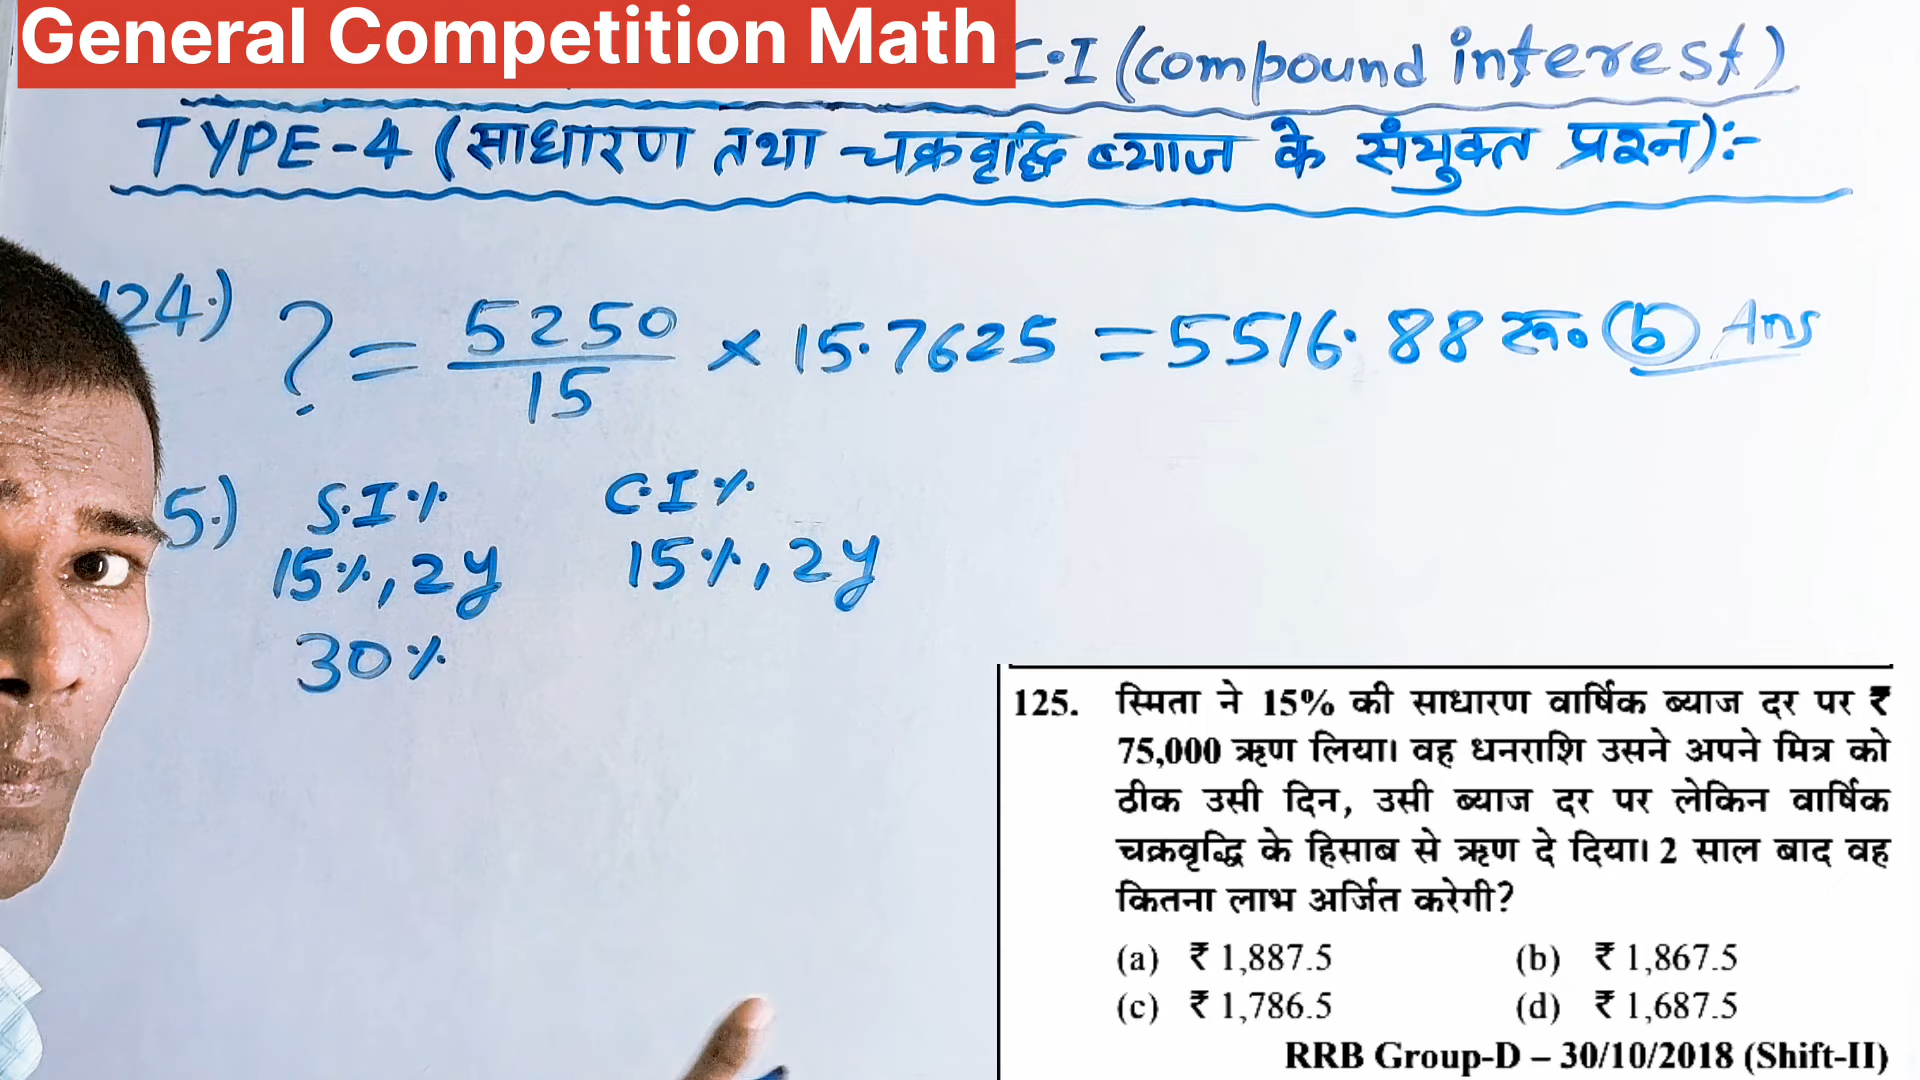 General Competition Math
C.I (compound interest)
TYPE-4 (साधारण तथा चक्रवृद्धि ब्याज के संयुक्त प्रश्न):-
124.) ? = 5250/15 × 15.7625 = 5516.88 रू. (b) Ans
5.) S.I% C.I%
15%, 2y 15%, 2y
30%
125. स्मिता ने 15% की साधारण वार्षिक ब्याज दर पर ₹
75,000 ऋण लिया। वह धनराशि उसने अपने मित्र को
ठीक उसी दिन, उसी ब्याज दर पर लेकिन वार्षिक
चक्रवृद्धि के हिसाब से ऋण दे दिया। 2 साल बाद वह
कितना लाभ अर्जित करेगी?
(a) ₹ 1,887.5 (b) ₹ 1,867.5
(c) ₹ 1,786.5 (d) ₹ 1,687.5
RRB Group-D – 30/10/2018 (Shift-II)